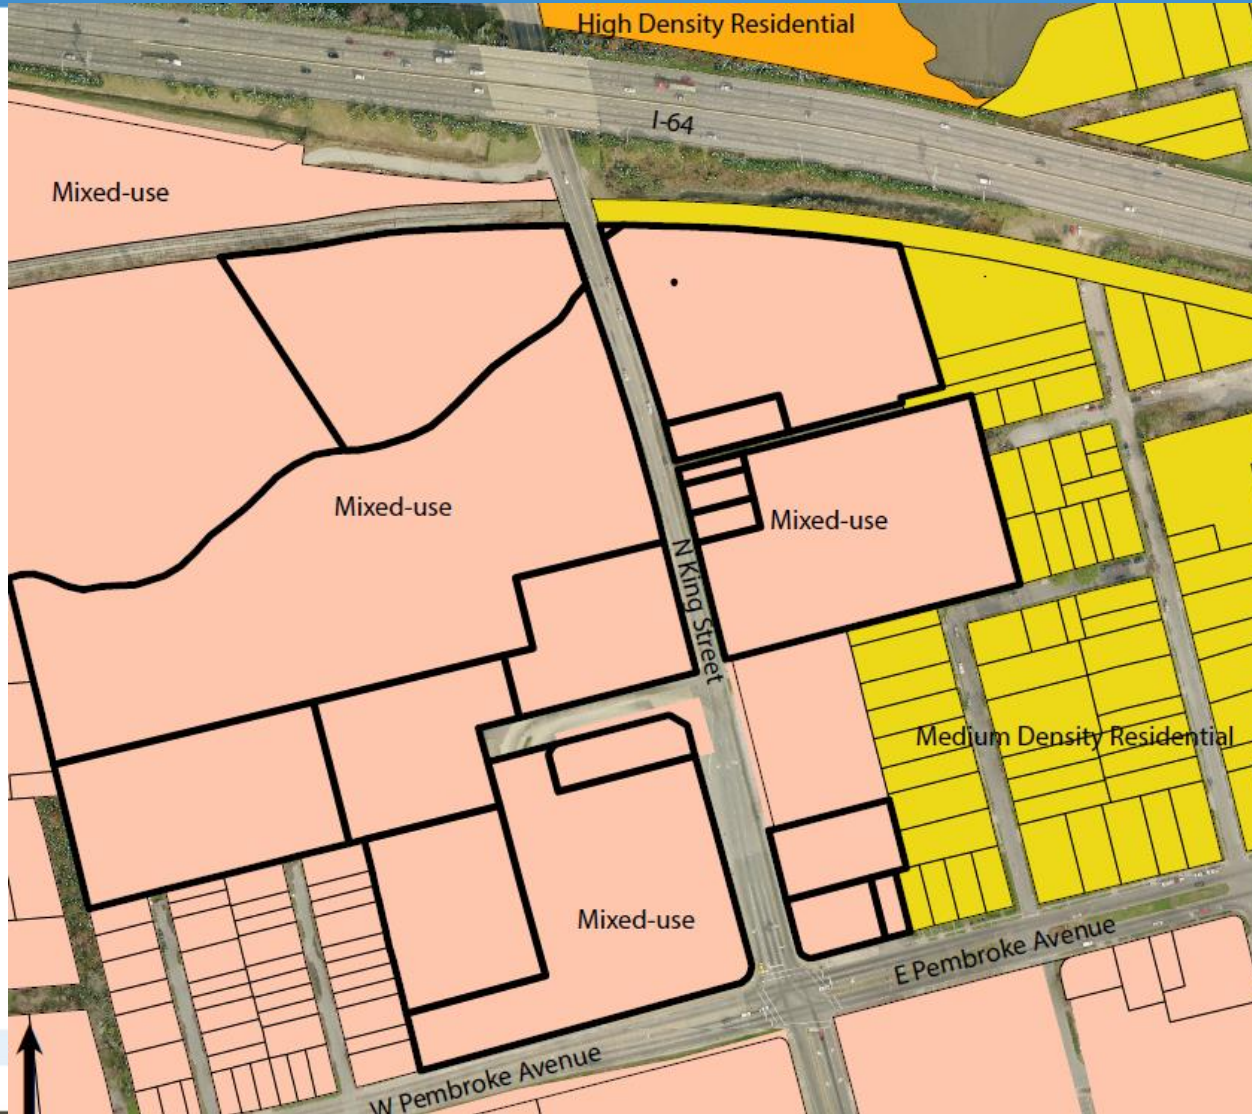 High Density Residential
I-64
Mixed-use
Mixed-use
Mixed-use
N King Street
Medium Density Residential
Mixed-use
E Pembroke Avenue
W Pembroke Avenue